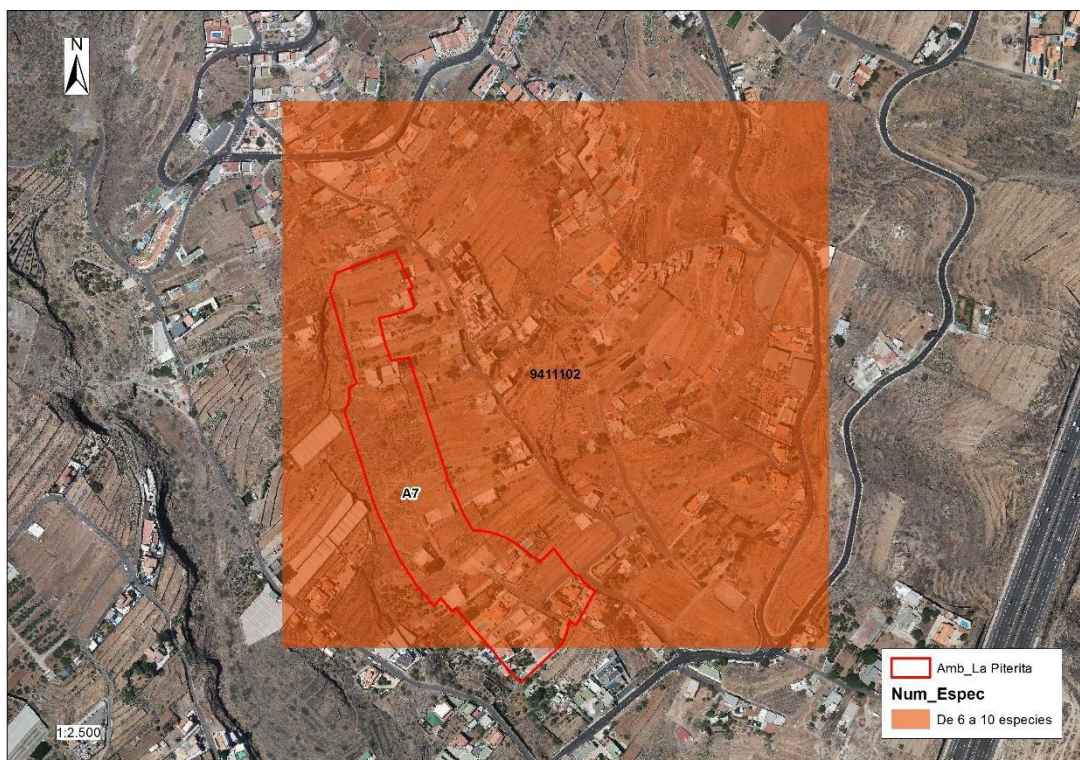 N
9411102
A7
1:2.500
Amb_La Piterita
Num_Espec
De 6 a 10 especies